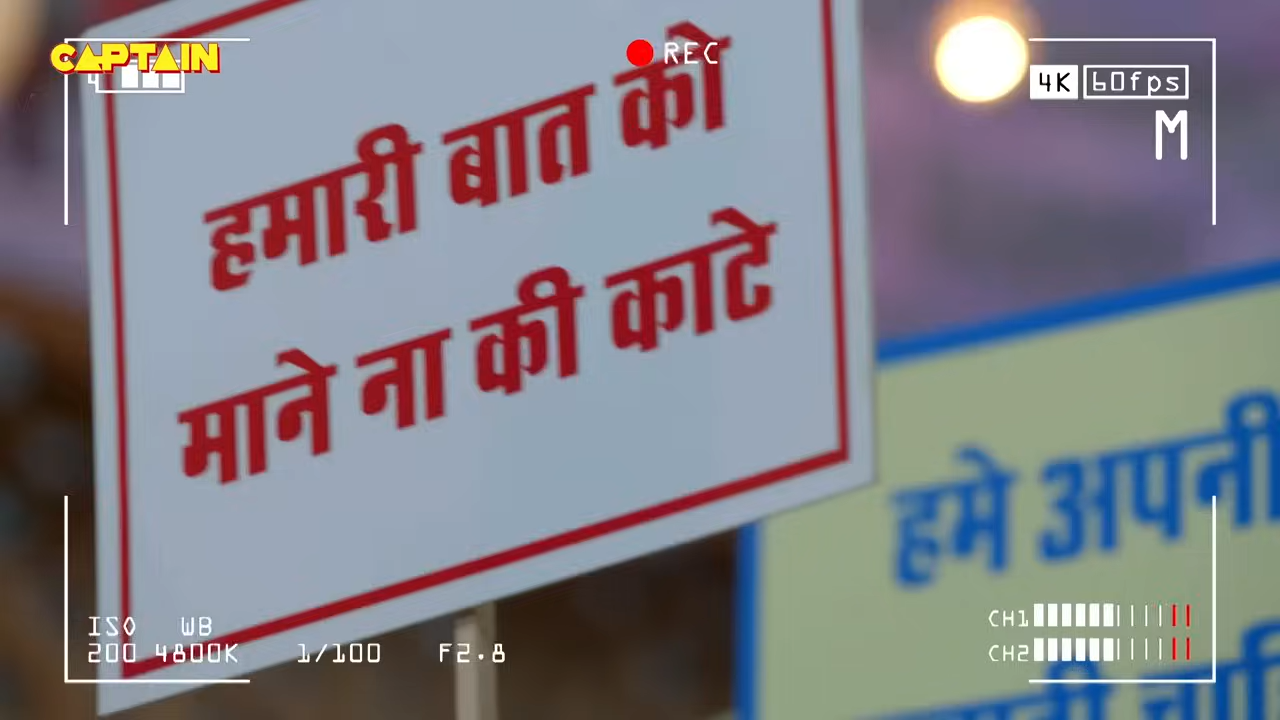 CAPTAIN
REC
4K 60fps
M
हमारी बात को
माने ना की काटे
हमे अपनी
ISO WB
200 4800K 1/100 F2.8
CH1
CH2